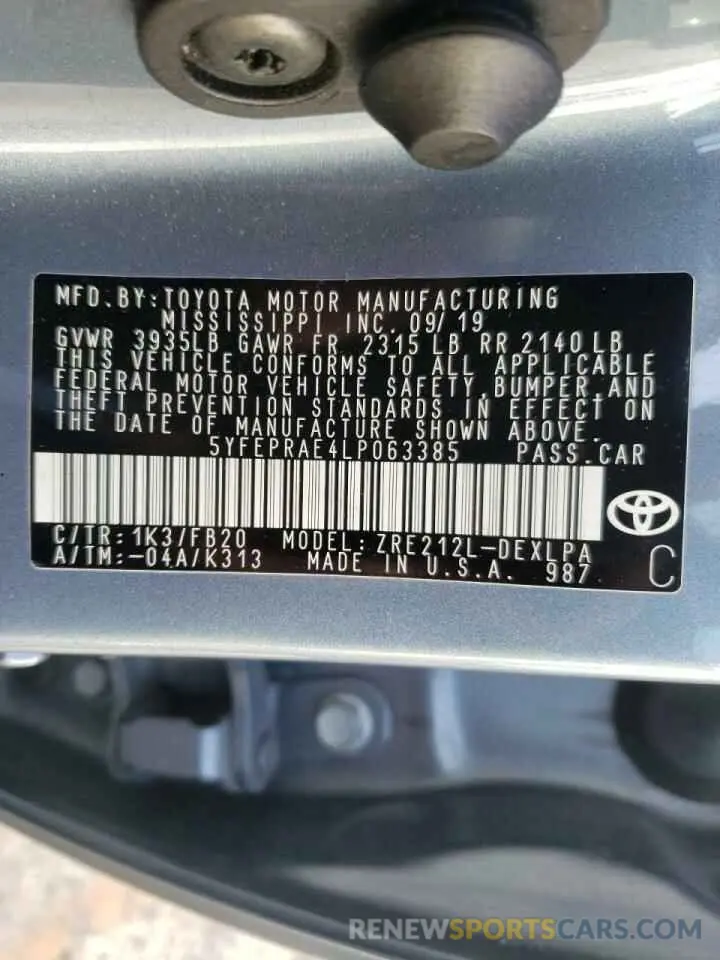 MFD.BY:TOYOTA MOTOR MANUFACTURING
MISSISSIPPI INC. 09/19
GVWR 3935LB GAWR FR 2315 LB RR 2140 LB
THIS VEHICLE CONFORMS TO ALL APPLICABLE
FEDERAL MOTOR VEHICLE SAFETY,BUMPER,AND
THEFT PREVENTION STANDARDS IN EFFECT ON
THE DATE OF MANUFACTURE SHOWN ABOVE.
5YFEPRAE4LP063385 PASS.CAR
C/TR:1K3/FB20 MODEL:ZRE212L-DEXLPA
A/TM:-04A/K313 MADE IN U.S.A. 987 C
RENEWSPORTSCARS.COM